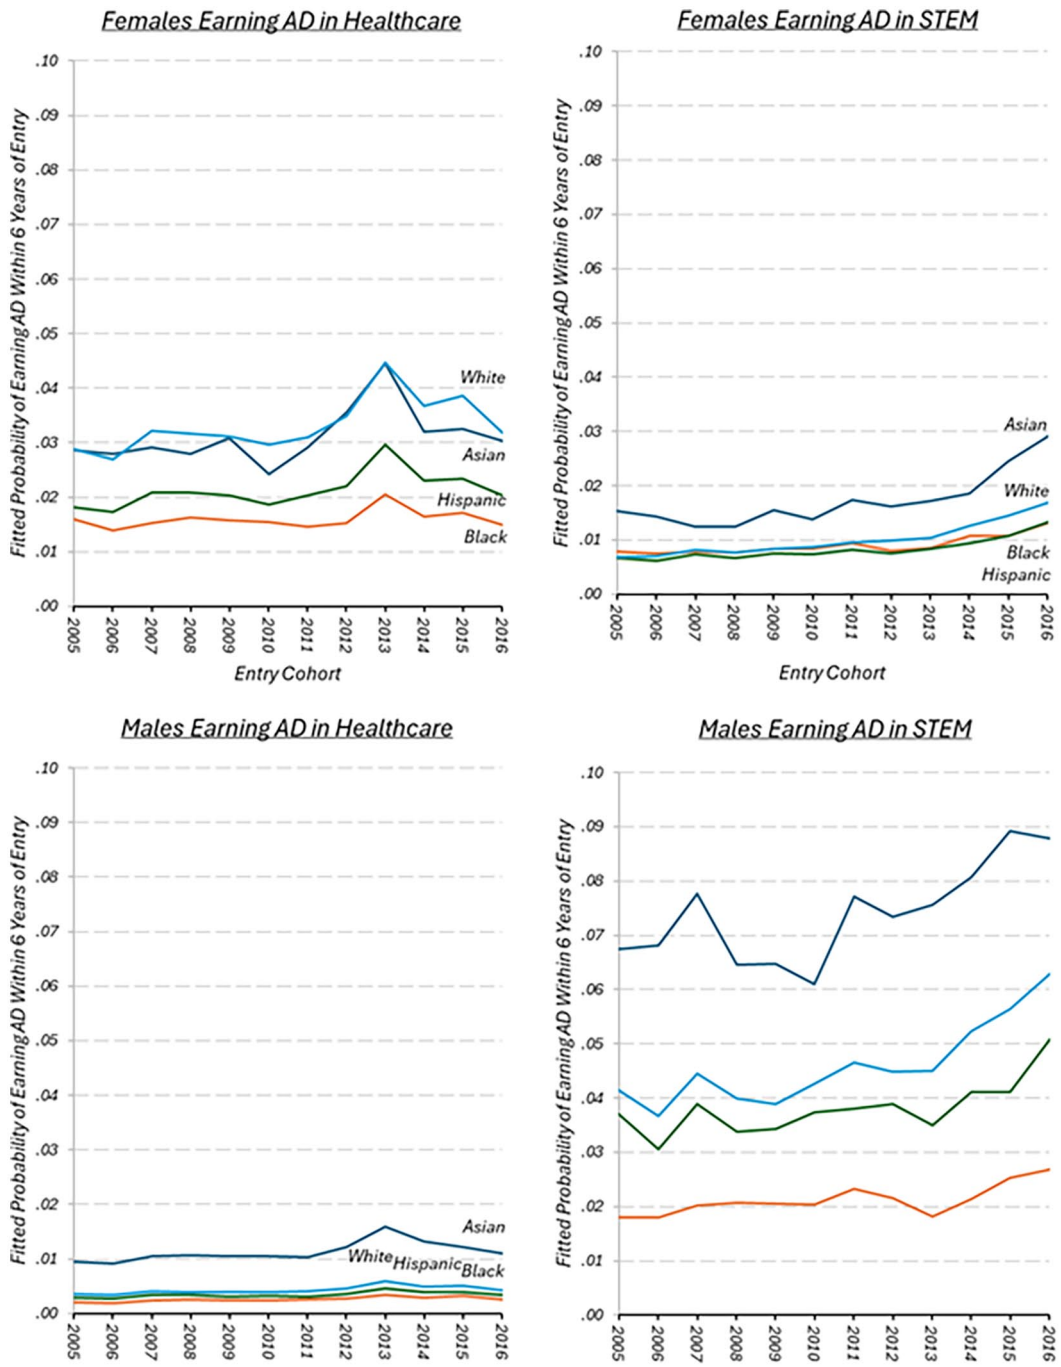 Females Earning AD in Healthcare
Fitted Probability of Earning AD Within 6 Years of Entry
.10
.09
.08
.07
.06
.05
.04
.03
.02
.01
.00
White
Asian
Hispanic
Black
2005 2006 2007 2008 2009 2010 2011 2012 2013 2014 2015 2016
Entry Cohort
Females Earning AD in STEM
Fitted Probability of Earning AD Within 6 Years of Entry
.10
.09
.08
.07
.06
.05
.04
.03
.02
.01
.00
Asian
White
Black
Hispanic
2005 2006 2007 2008 2009 2010 2011 2012 2013 2014 2015 2016
Entry Cohort
Males Earning AD in Healthcare
Fitted Probability of Earning AD Within 6 Years of Entry
.10
.09
.08
.07
.06
.05
.04
.03
.02
.01
.00
Asian
White Hispanic Black
2005 2006 2007 2008 2009 2010 2011 2012 2013 2014 2015 2016
Males Earning AD in STEM
Fitted Probability of Earning AD Within 6 Years of Entry
.10
.09
.08
.07
.06
.05
.04
.03
.02
.01
.00
2005 2006 2007 2008 2009 2010 2011 2012 2013 2014 2015 2016